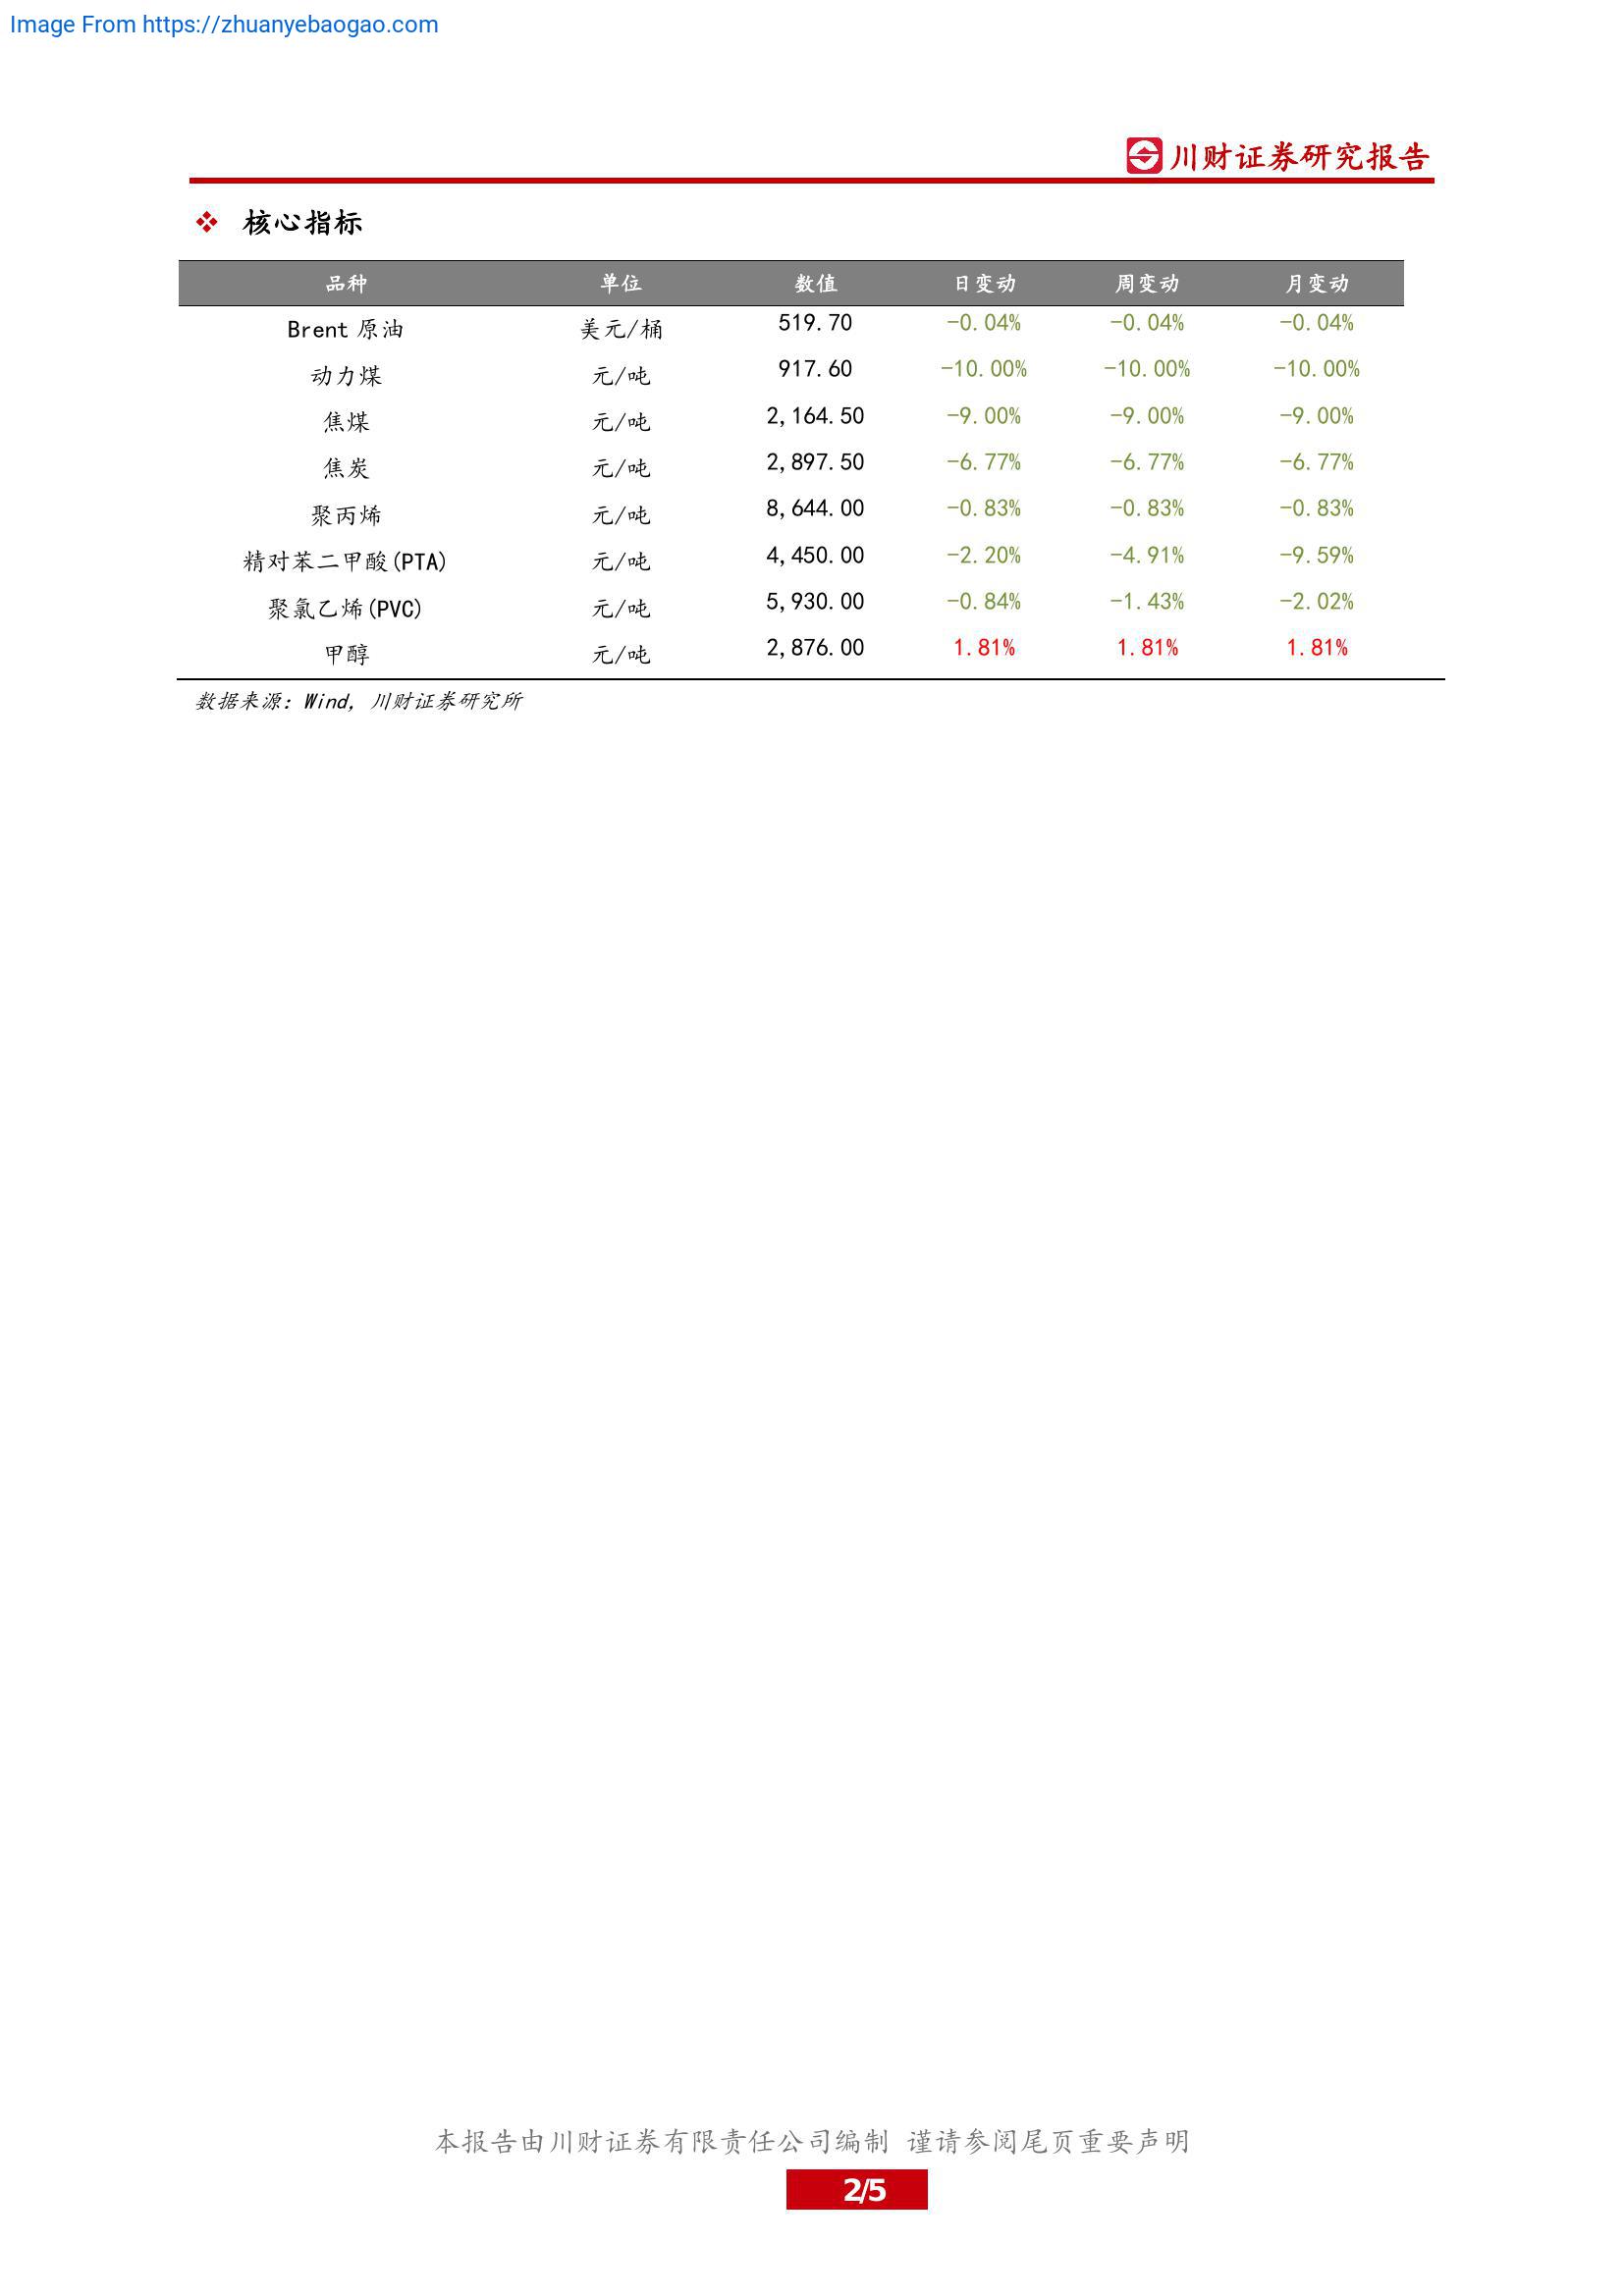 Image From https://zhuanyebaogao.com
川财证券研究报告
❖ 核心指标
品种 单位 数值 日变动 周变动 月变动
Brent 原油 美元/桶 519.70 -0.04% -0.04% -0.04%
动力煤 元/吨 917.60 -10.00% -10.00% -10.00%
焦煤 元/吨 2,164.50 -9.00% -9.00% -9.00%
焦炭 元/吨 2,897.50 -6.77% -6.77% -6.77%
聚丙烯 元/吨 8,644.00 -0.83% -0.83% -0.83%
精对苯二甲酸(PTA) 元/吨 4,450.00 -2.20% -4.91% -9.59%
聚氯乙烯(PVC) 元/吨 5,930.00 -0.84% -1.43% -2.02%
甲醇 元/吨 2,876.00 1.81% 1.81% 1.81%
数据来源：Wind，川财证券研究所
本报告由川财证券有限责任公司编制 谨请参阅尾页重要声明
2/5